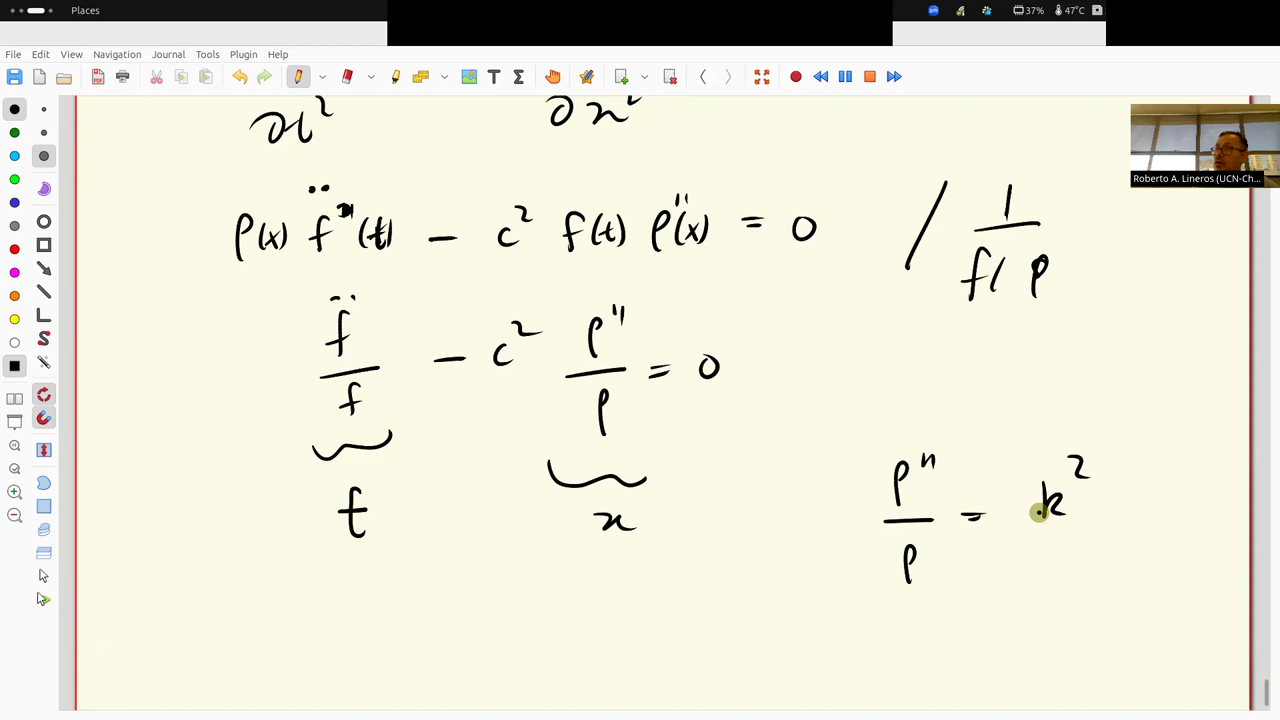 Places
37%
47°C
File Edit View Navigation Journal Tools Plugin Help
∂t² ∂x²
Roberto A. Lineros (UCN-Ch...
ρ(x) f̈(t) − c² f(t) ρ''(x) = 0 / 1/(f ρ)
f̈/f − c² ρ''/ρ = 0
t x
ρ''/ρ = k²